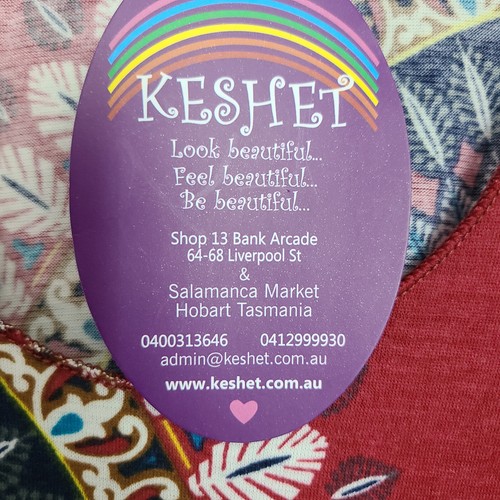 KESHET
Look beautiful...
Feel beautiful...
Be beautiful...
Shop 13 Bank Arcade
64-68 Liverpool St
&
Salamanca Market
Hobart Tasmania
0400313646 0412999930
admin@keshet.com.au
www.keshet.com.au